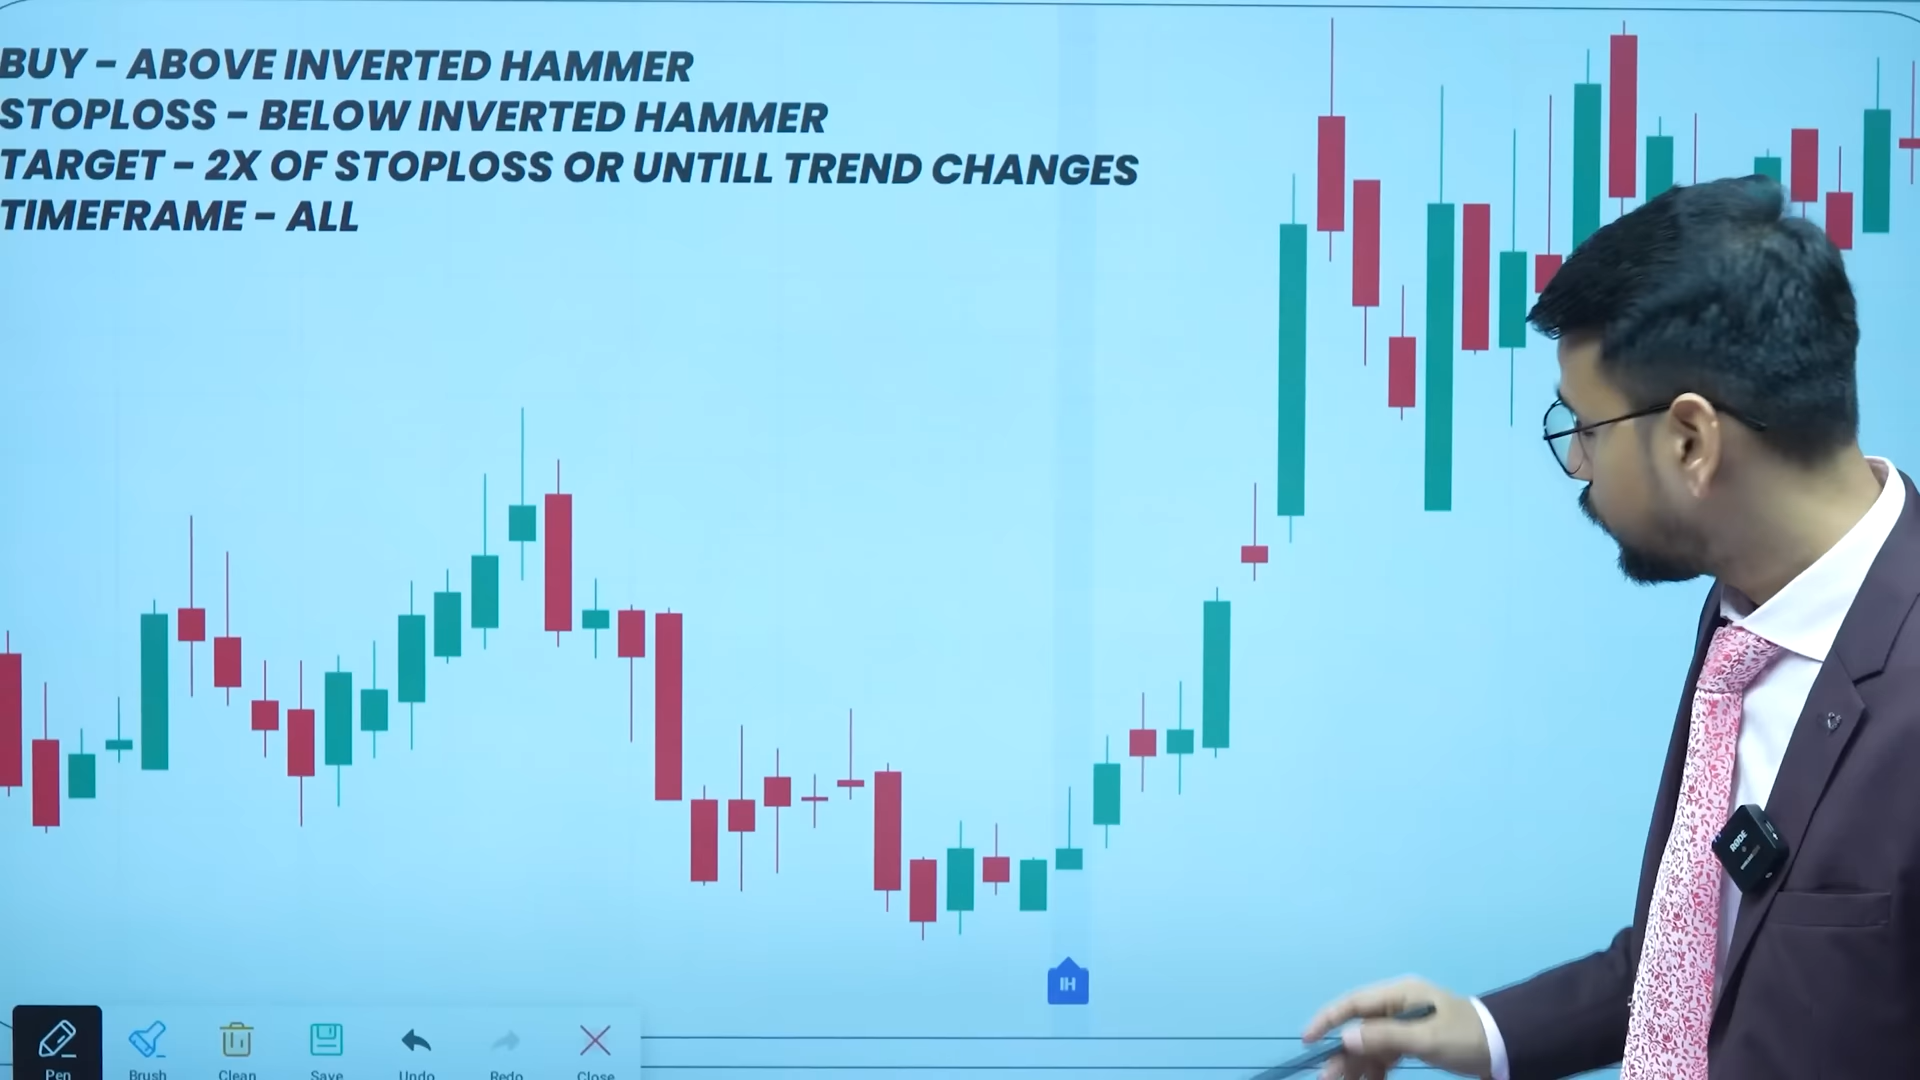 BUY - ABOVE INVERTED HAMMER
STOPLOSS - BELOW INVERTED HAMMER
TARGET - 2X OF STOPLOSS OR UNTILL TREND CHANGES
TIMEFRAME - ALL
IH
RODE
Pen
Brush
Clean
Save
Undo
Redo
Close